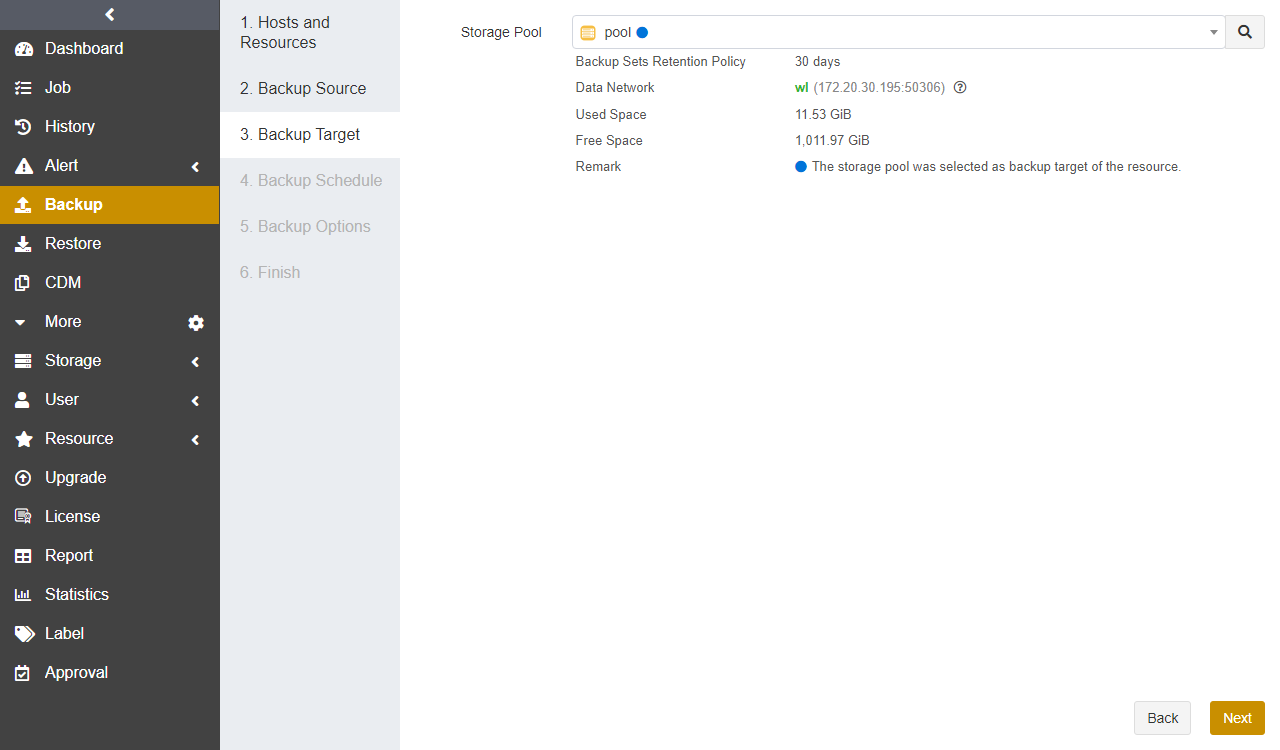 Dashboard
Job
History
Alert
Backup
Restore
CDM
More
Storage
User
Resource
Upgrade
License
Report
Statistics
Label
Approval
1. Hosts and
Resources
2. Backup Source
3. Backup Target
4. Backup Schedule
5. Backup Options
6. Finish
Storage Pool
pool
Backup Sets Retention Policy 30 days
Data Network wl (172.20.30.195:50306)
Used Space 11.53 GiB
Free Space 1,011.97 GiB
Remark The storage pool was selected as backup target of the resource.
Back
Next